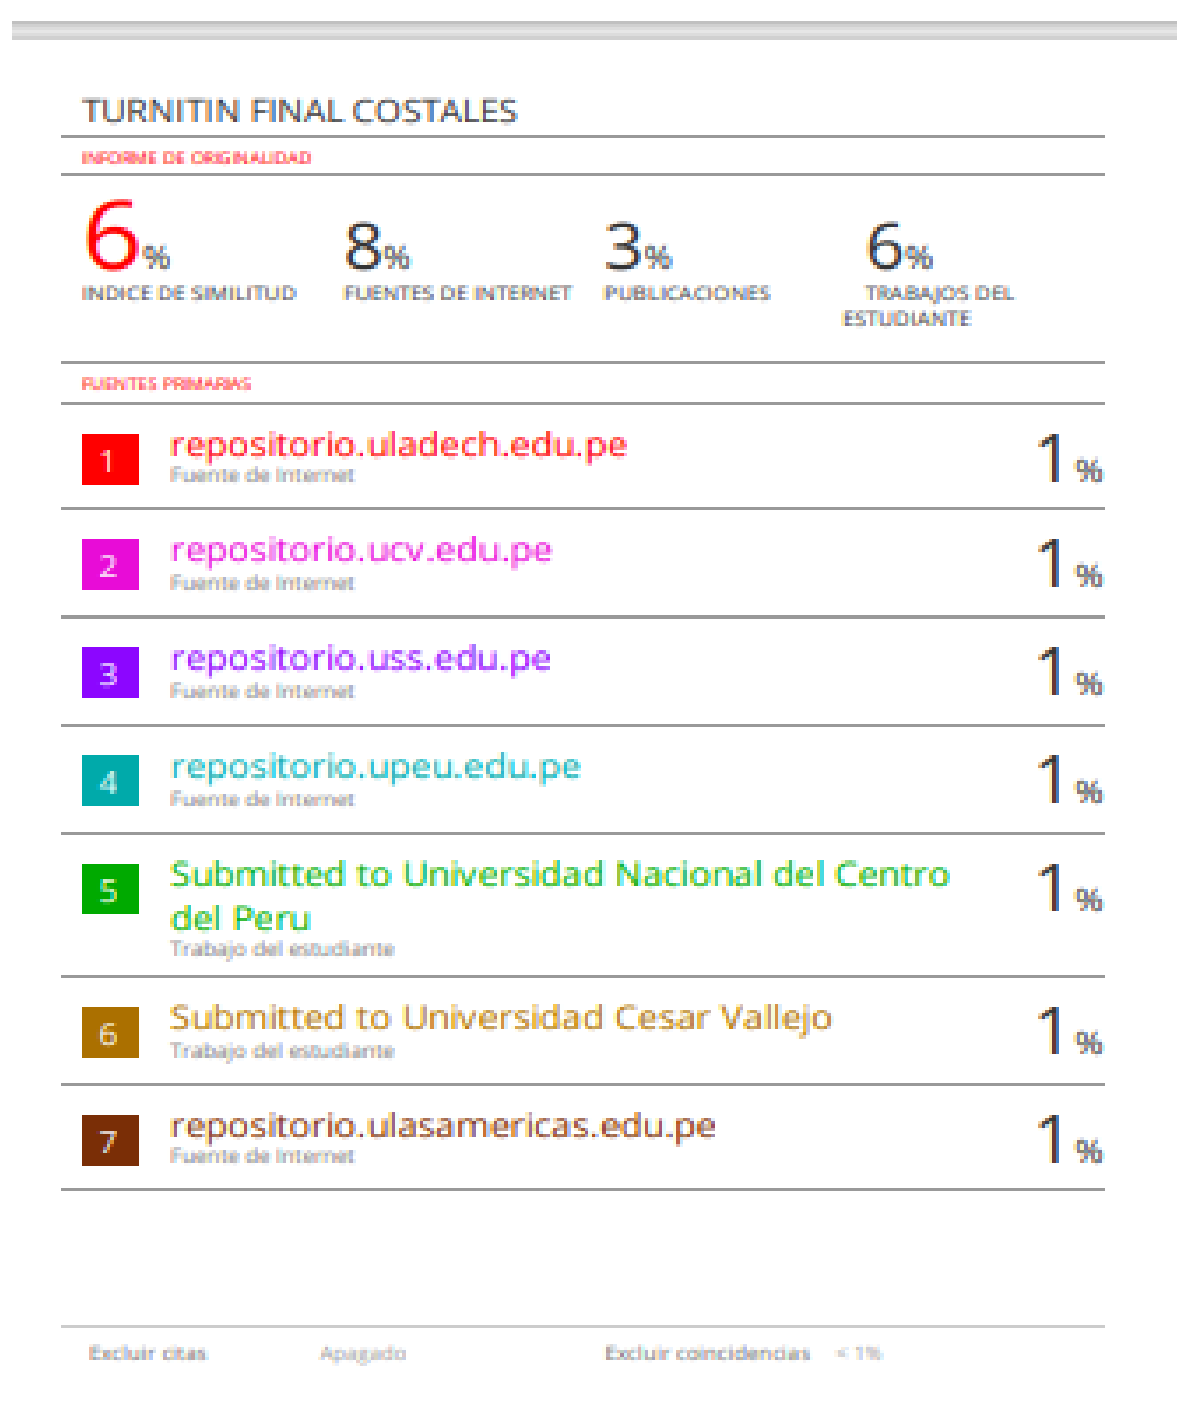 TURNITIN FINAL COSTALES
INFORME DE ORIGINALIDAD
6% 8% 3% 6%
INDICE DE SIMILITUD FUENTES DE INTERNET PUBLICACIONES TRABAJOS DEL
ESTUDIANTE
FUENTES PRIMARIAS
1 repositorio.uladech.edu.pe 1%
Fuente de Internet
2 repositorio.ucv.edu.pe 1%
Fuente de Internet
3 repositorio.uss.edu.pe 1%
Fuente de Internet
4 repositorio.upeu.edu.pe 1%
Fuente de Internet
5 Submitted to Universidad Nacional del Centro 1%
del Peru
Trabajo del estudiante
6 Submitted to Universidad Cesar Vallejo 1%
Trabajo del estudiante
7 repositorio.ulasamericas.edu.pe 1%
Fuente de Internet
Excluir citas Apagado Excluir coincidencias < 1%